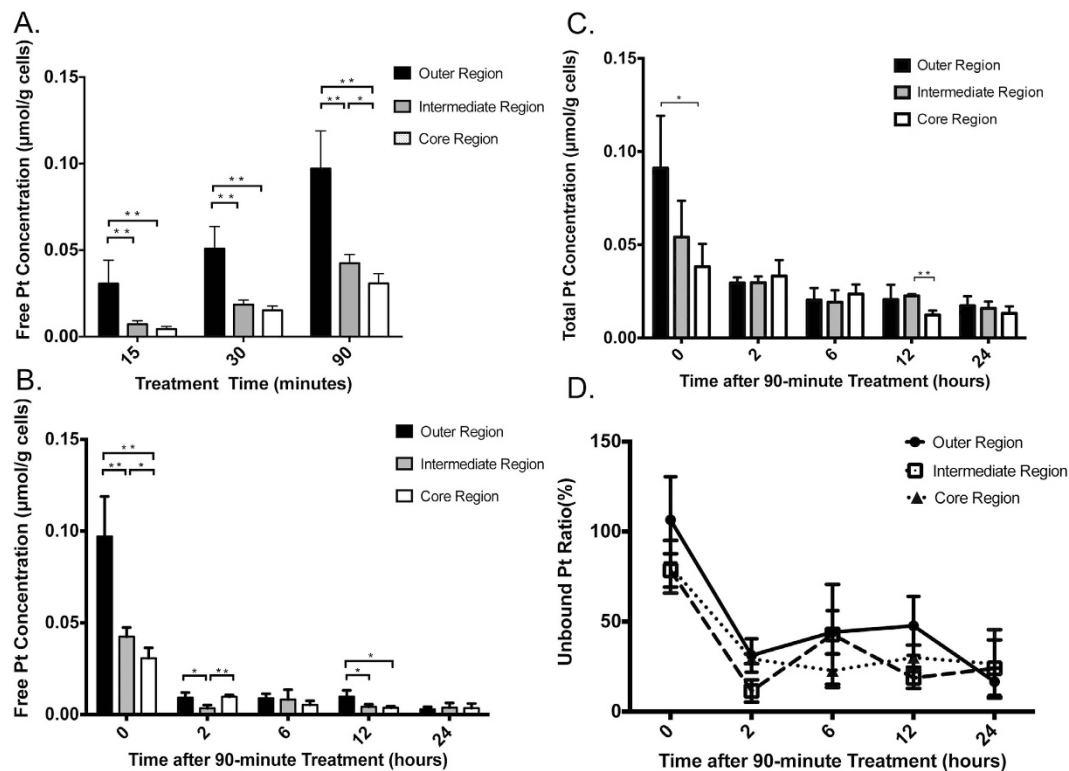 A.
Free Pt Concentration (µmol/g cells)
0.15
0.10
0.05
0.00
Outer Region
Intermediate Region
Core Region
* *
* *
* *
* *
* *
* *
*
15
30
90
Treatment Time (minutes)
B.
Free Pt Concentration (µmol/g cells)
0.15
0.10
0.05
0.00
Outer Region
Intermediate Region
Core Region
* *
* *
*
*
* *
*
*
0
2
6
12
24
Time after 90-minute Treatment (hours)
C.
Total Pt Concentration (µmol/g cells)
0.15
0.10
0.05
0.00
Outer Region
Intermediate Region
Core Region
*
* *
0
2
6
12
24
Time after 90-minute Treatment (hours)
D.
Unbound Pt Ratio(%)
150
100
50
0
Outer Region
Intermediate Region
Core Region
0
2
6
12
24
Time after 90-minute Treatment (hours)